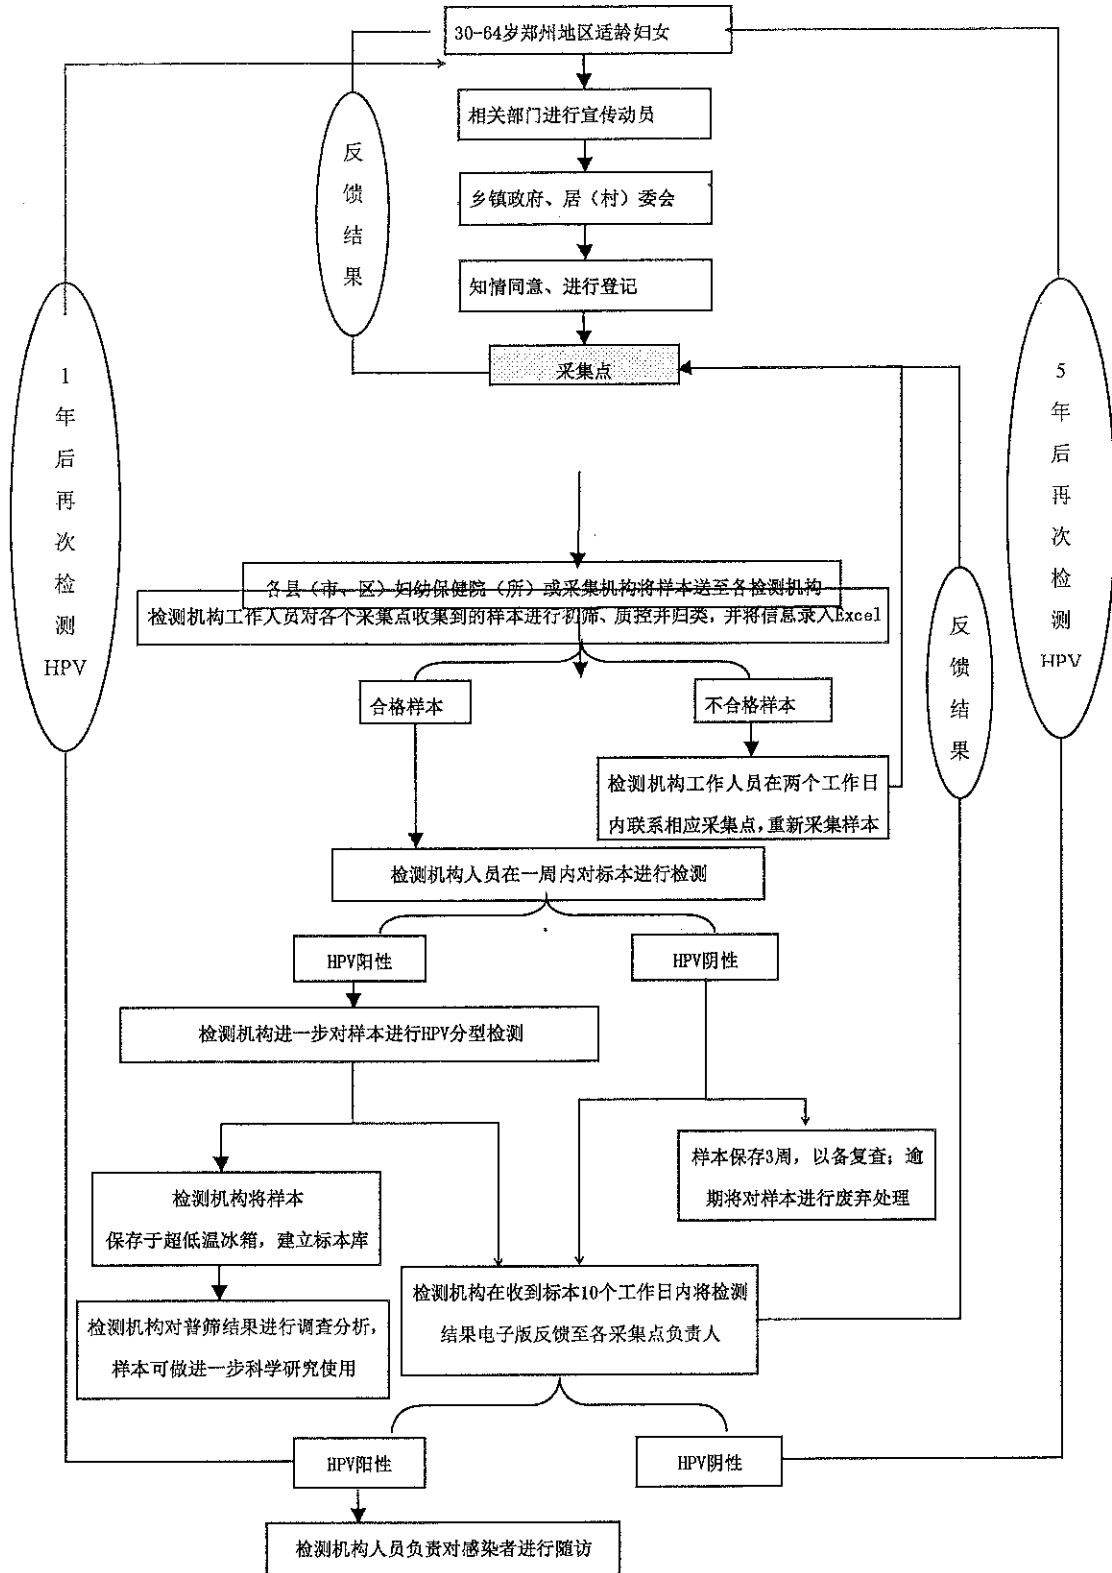 30-64岁郑州地区适龄妇女
相关部门进行宣传动员
乡镇政府、居（村）委会
知情同意、进行登记
采集点
反馈结果
1年后再次检测HPV
5年后再次检测HPV
反馈结果
各县（市、区）妇幼保健院（所）或采集机构将样本送至各检测机构
检测机构工作人员对各个采集点收集到的样本进行初筛、质控并归类，并将信息录入Excel
合格样本
不合格样本
检测机构工作人员在两个工作日
内联系相应采集点，重新采集样本
检测机构人员在一周内对标本进行检测
HPV阳性
HPV阴性
检测机构进一步对样本进行HPV分型检测
样本保存3周，以备复查；逾
期将对样本进行废弃处理
检测机构将样本
保存于超低温冰箱，建立标本库
检测机构在收到标本10个工作日内将检测
结果电子版反馈至各采集点负责人
检测机构对普筛结果进行调查分析，
样本可做进一步科学研究使用
HPV阳性
HPV阴性
检测机构人员负责对感染者进行随访